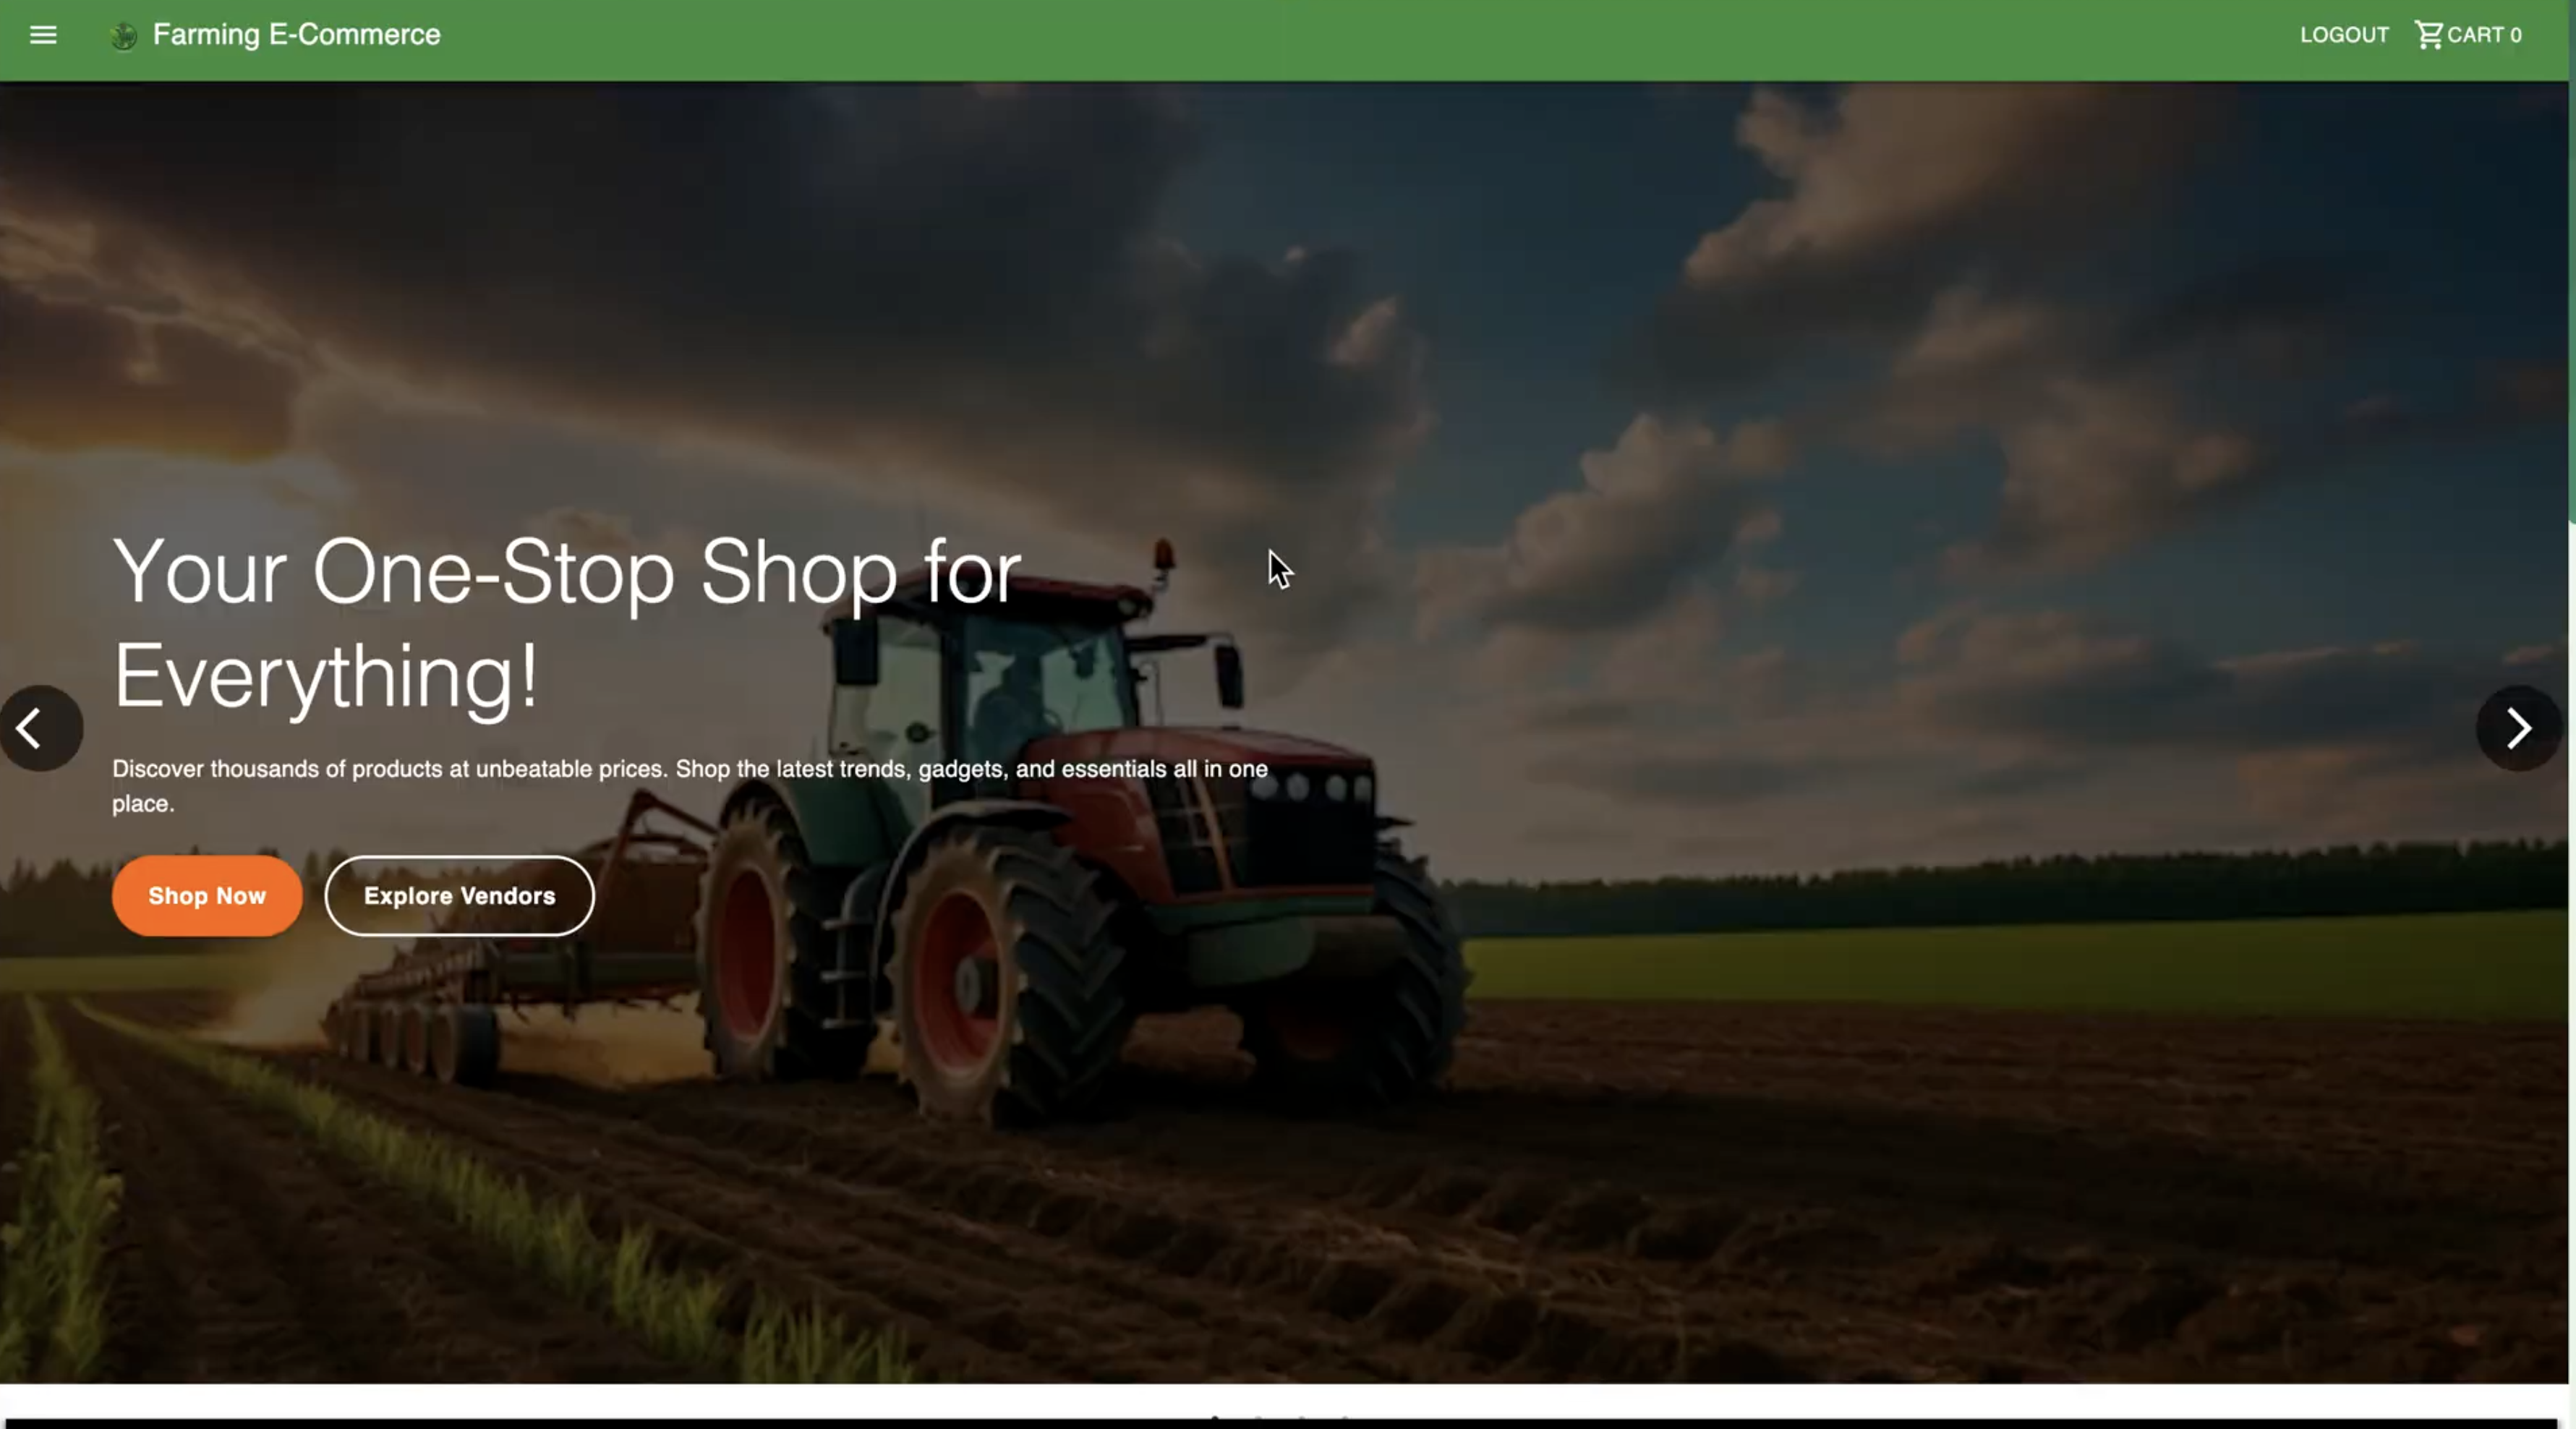 Farming E-Commerce
LOGOUT
CART 0
Your One-Stop Shop for
Everything!
Discover thousands of products at unbeatable prices. Shop the latest trends, gadgets, and essentials all in one
place.
Shop Now
Explore Vendors